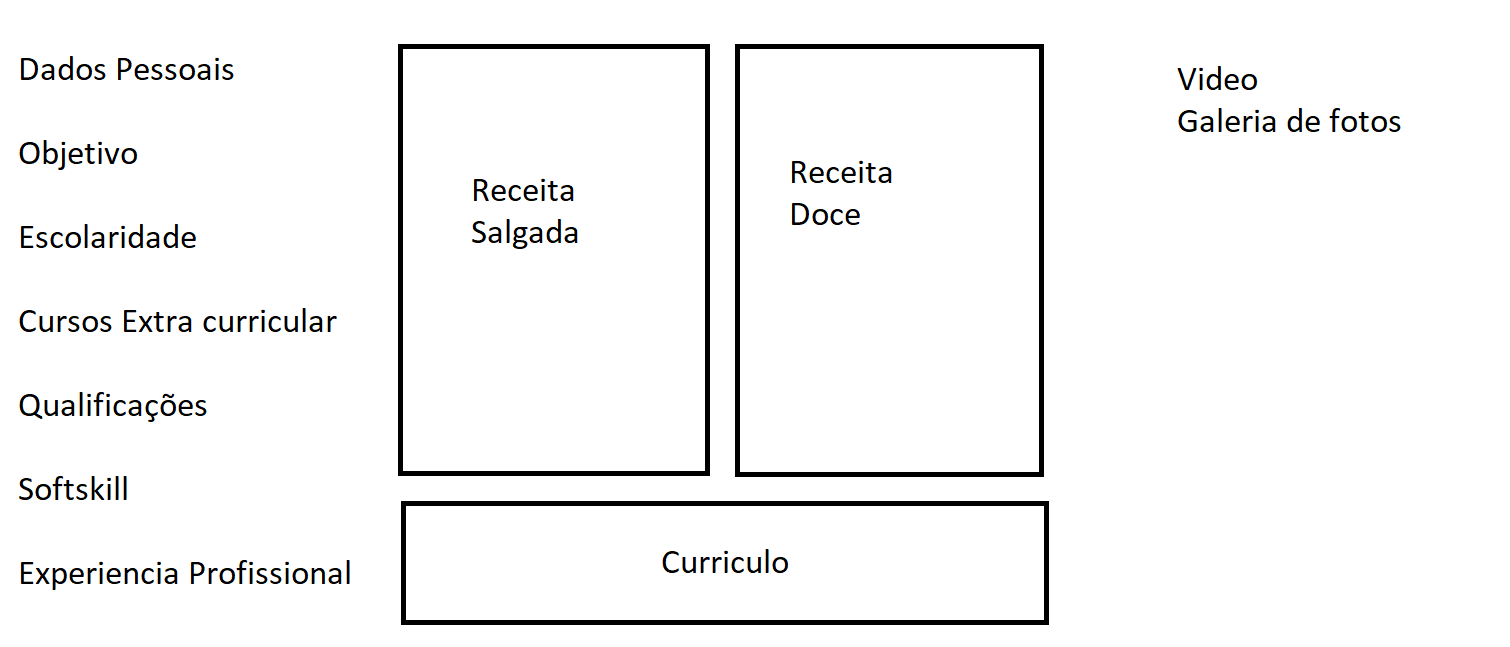 Dados Pessoais
Objetivo
Escolaridade
Cursos Extra curricular
Qualificações
Softskill
Experiencia Profissional
Receita
Salgada
Receita
Doce
Curriculo
Video
Galeria de fotos